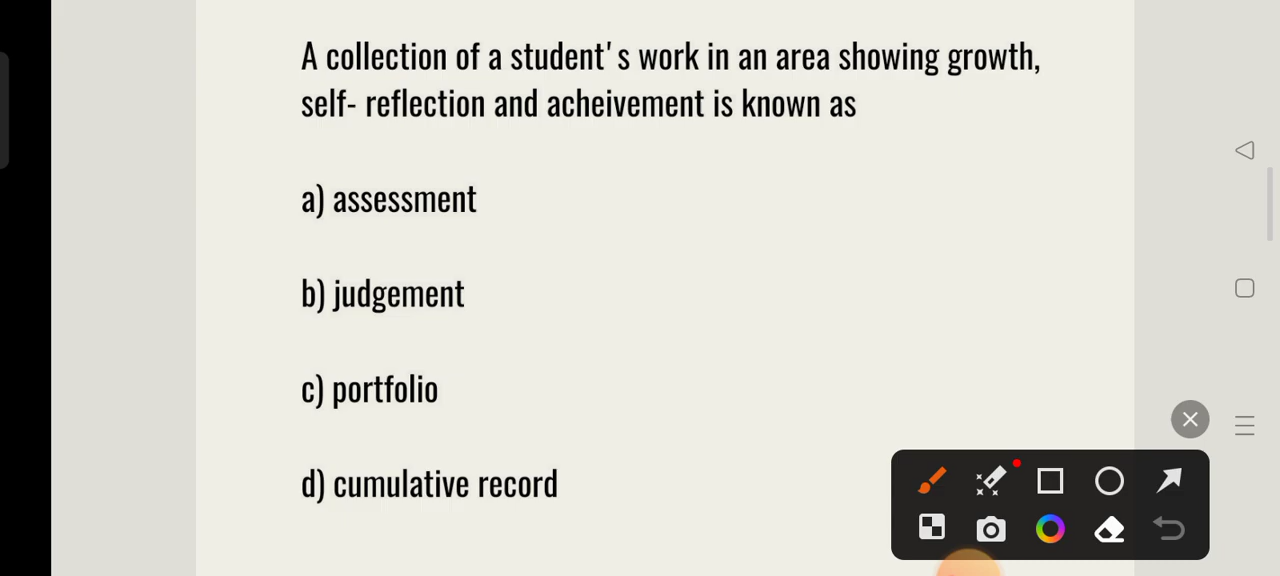 A collection of a student's work in an area showing growth,
self- reflection and acheivement is known as
a) assessment
b) judgement
c) portfolio
d) cumulative record